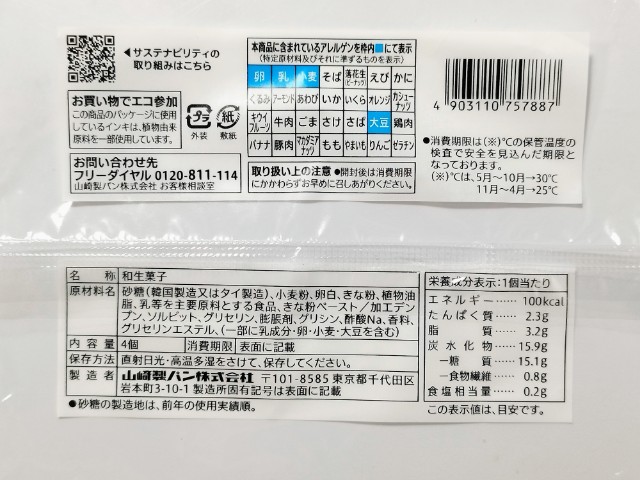 ◀サステナビリティの
取り組みはこちら
お買い物でエコ参加
この商品のパッケージに使用
しているインキは、植物油由来
原料を一部使用しています。
プラ
外装
紙
敷紙
お問い合わせ先
フリーダイヤル 0120-811-114
山崎製パン株式会社 お客様相談室
本商品に含まれているアレルゲンを枠内■にて表示
(特定原材料及びそれに準ずるものを表示)
卵 乳 小麦 そば 落花生(ピーナッツ) えび かに
くるみ アーモンド あわび いか いくら オレンジ カシューナッツ
キウイフルーツ 牛肉 ごま さけ さば 大豆 鶏肉
バナナ 豚肉 マカダミアナッツ もも やまいも りんご ゼラチン
取り扱い上の注意 ●開封後は消費期限
にかかわらずお早めに召しあがりください。
4 903110 757887
●消費期限は(※)℃の保管温度の
検査で安全を見込んだ期限と
なっております。
(※)℃は、5月〜10月→30℃
11月〜4月→25℃
名 称 和生菓子
原材料名 砂糖(韓国製造又はタイ製造)、小麦粉、卵白、きな粉、植物油
脂、乳等を主要原料とする食品、きな粉ペースト/加工デン
プン、ソルビット、グリセリン、膨脹剤、グリシン、酢酸Na、香料、
グリセリンエステル、(一部に乳成分・卵・小麦・大豆を含む)
内 容 量 4個 消費期限 表面に記載
保存方法 直射日光・高温多湿をさけて、保存してください。
製 造 者 山崎製パン株式会社 〒101-8585 東京都千代田区
岩本町3-10-1 製造所固有記号は表面に記載
●砂糖の製造地は、前年の使用実績順。
栄養成分表示:1個当たり
エネルギー……100kcal
たんぱく質……2.3g
脂 質……3.2g
炭水化物……15.9g
―糖質……15.1g
―食物繊維……0.8g
食塩相当量……0.2g
この表示値は、目安です。